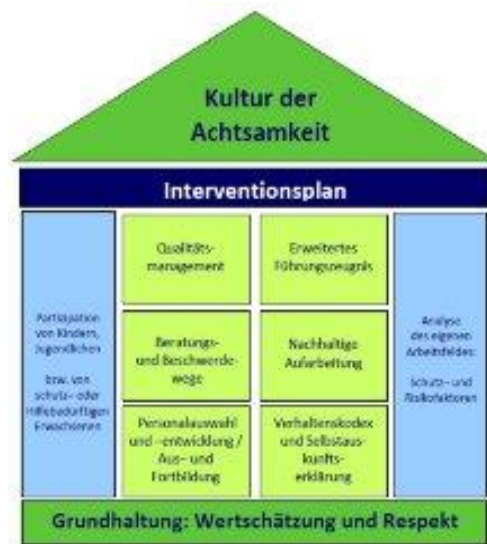 Kultur der
Achtsamkeit
Interventionsplan
Partizipation
von Kindern,
Jugendlichen
bzw. von
schutz- oder
Hilfebedürftigen
Erwachsenen
Qualitäts-
management
Erweitertes
Führungszeugnis
Beratungs-
und Beschwerde-
wege
Nachhaltige
Aufarbeitung
Personalauswahl
und -entwicklung /
Aus- und
Fortbildung
Verhaltenskodex
und Selbstaus-
kunfts-
erklärung
Analyse
des eigenen
Arbeitsfeldes:
Schutz- und
Risikofaktoren
Grundhaltung: Wertschätzung und Respekt